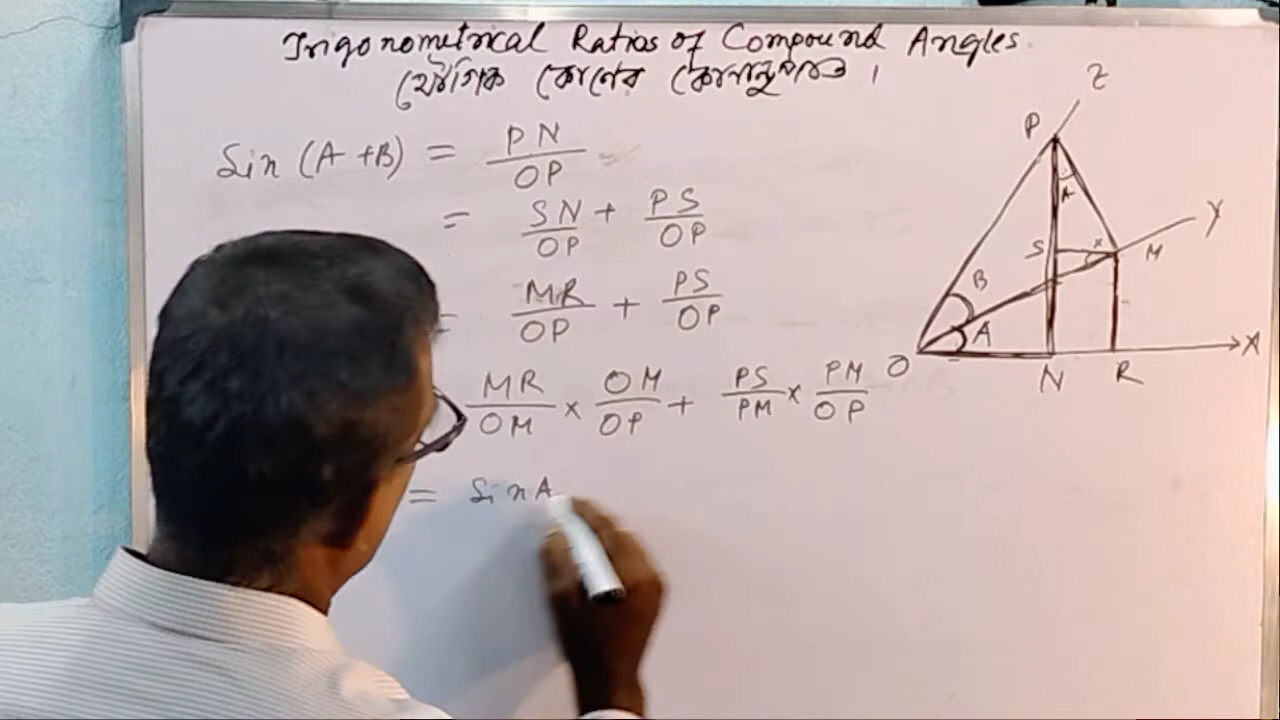 Trigonometrical Ratios of Compound Angles.
যৌগিক কোণের কোনানুপাত ।
Sin (A+B) = PN/OP
= SN/OP + PS/OP
= MR/OP + PS/OP
MR/OM × OM/OP + PS/PM × PM/OP
= Sin A
Z
P
A
Y
S
x
M
B
A
O
N
R
X